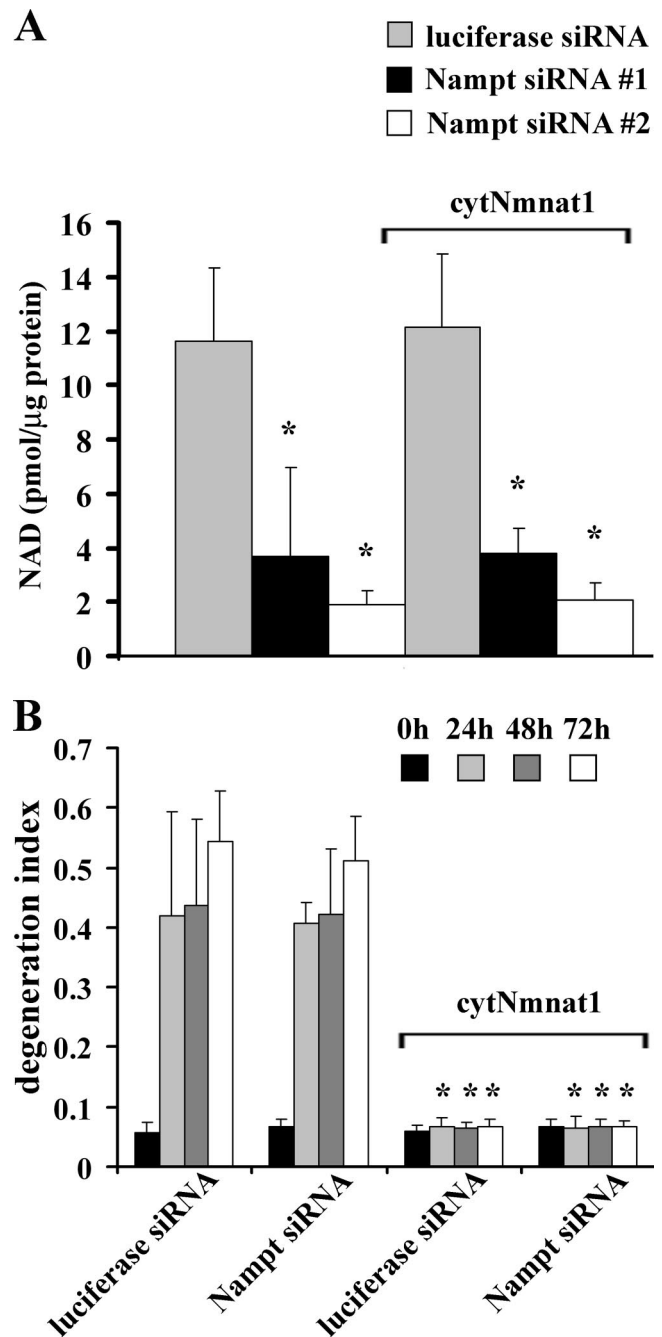 A
luciferase siRNA
Nampt siRNA #1
Nampt siRNA #2
cytNmnat1
NAD (pmol/µg protein)
16
14
12
10
8
6
4
2
0
* * * *
B
0h 24h 48h 72h
degeneration index
0.7
0.6
0.5
0.4
0.3
0.2
0.1
0
cytNmnat1
* * * * * *
luciferase siRNA
Nampt siRNA
luciferase siRNA
Nampt siRNA